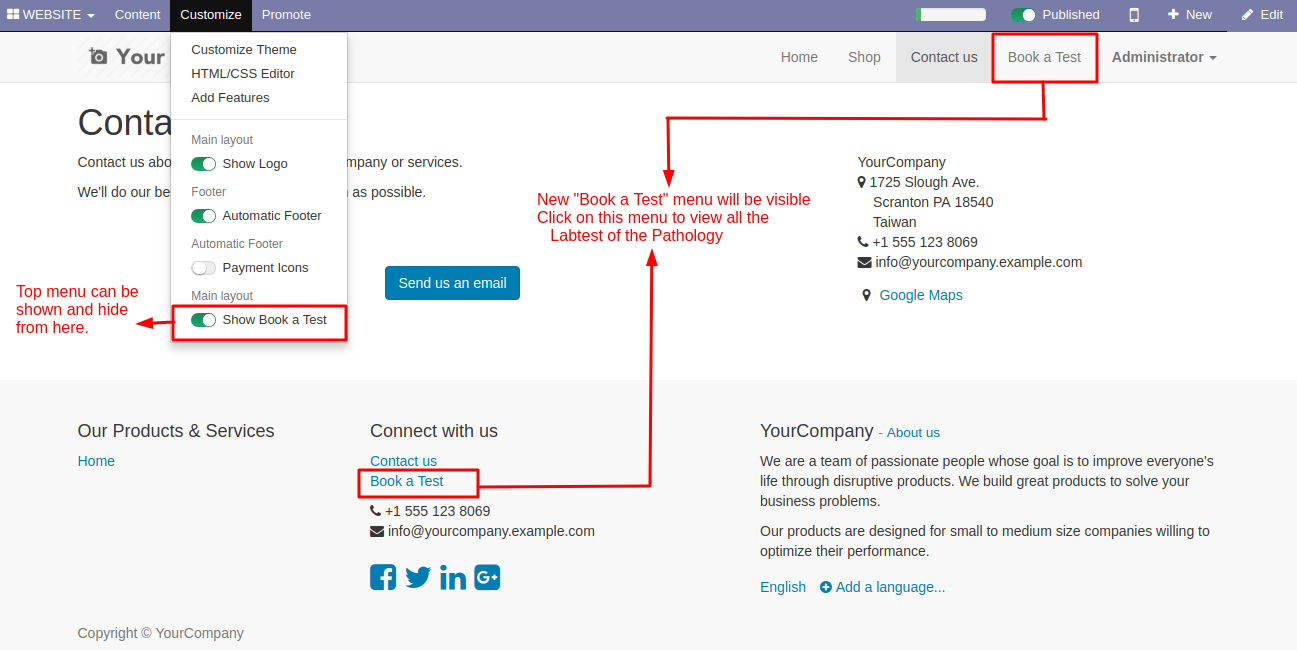 WEBSITE Content Customize Promote Published New Edit
Your Home Shop Contact us Book a Test Administrator
Customize Theme
HTML/CSS Editor
Add Features
Main layout
Show Logo
Footer
Automatic Footer
Automatic Footer
Payment Icons
Main layout
Show Book a Test
Conta
Contact us abo mpany or services.
We'll do our be as possible.
Send us an email
YourCompany
1725 Slough Ave.
Scranton PA 18540
Taiwan
+1 555 123 8069
info@yourcompany.example.com
Google Maps
New "Book a Test" menu will be visible
Click on this menu to view all the
Labtest of the Pathology
Top menu can be
shown and hide
from here.
Our Products & Services
Home
Connect with us
Contact us
Book a Test
+1 555 123 8069
info@yourcompany.example.com
YourCompany - About us
We are a team of passionate people whose goal is to improve everyone's
life through disruptive products. We build great products to solve your
business problems.
Our products are designed for small to medium size companies willing to
optimize their performance.
English Add a language...
Copyright © YourCompany